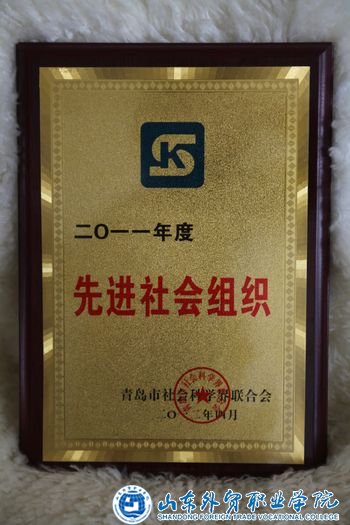 SK
二〇一一年度
先进社会组织
青岛市社会科学界联合会
二〇一二年四月
山东外贸职业学院
SHANDONG FOREIGN TRADE VOCATIONAL COLLEGE